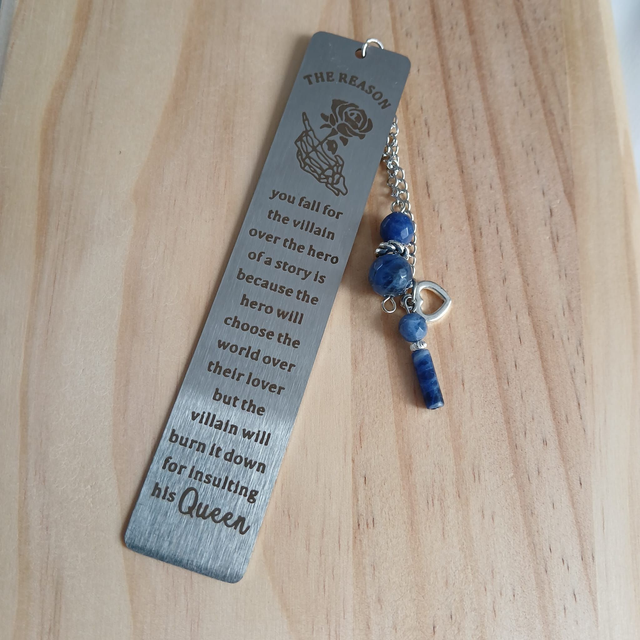 THE REASON
you fall for
the villain
over the hero
of a story is
because the
hero will
choose the
world over
their lover
but the
villain will
burn it down
for insulting
his Queen